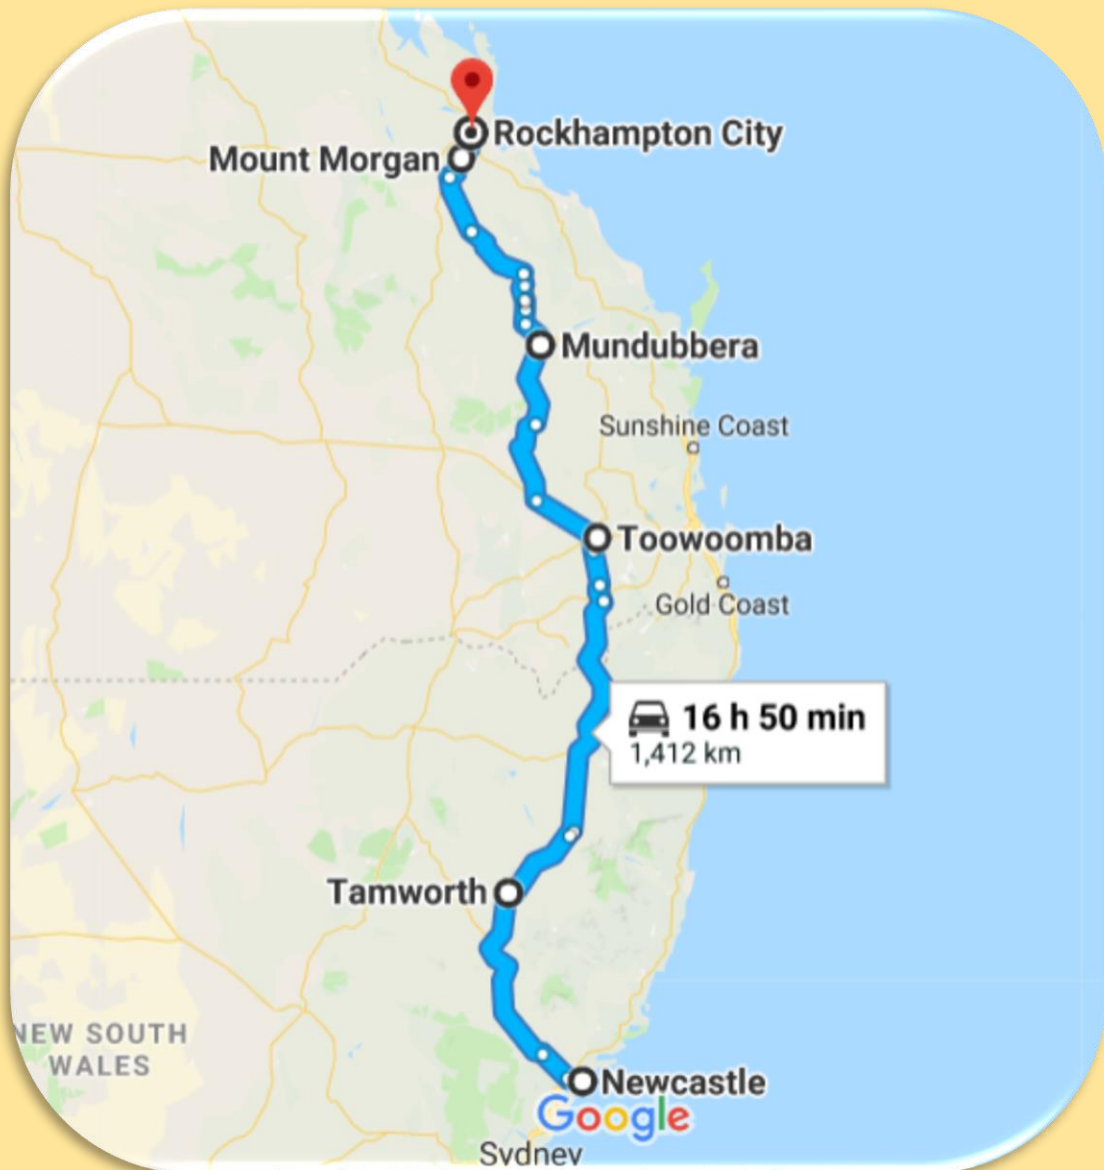 Rockhampton City
Mount Morgan
Mundubbera
Sunshine Coast
Toowoomba
Gold Coast
16 h 50 min
1,412 km
Tamworth
NEW SOUTH
WALES
Newcastle
Google
Sydney